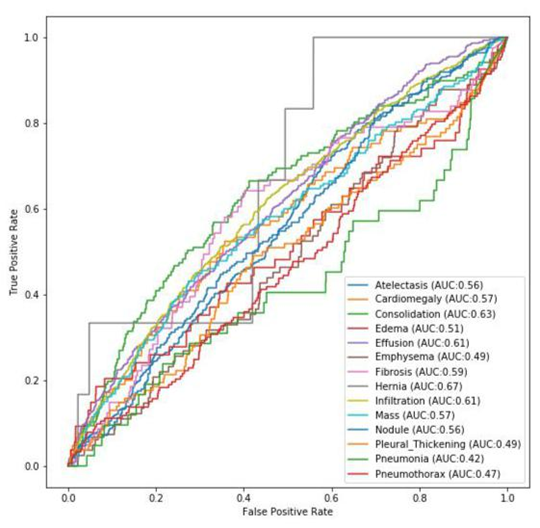 1.0
0.8
0.6
0.4
0.2
0.0
True Positive Rate
0.0 0.2 0.4 0.6 0.8 1.0
False Positive Rate
Atelectasis (AUC:0.56)
Cardiomegaly (AUC:0.57)
Consolidation (AUC:0.63)
Edema (AUC:0.51)
Effusion (AUC:0.61)
Emphysema (AUC:0.49)
Fibrosis (AUC:0.59)
Hernia (AUC:0.67)
Infiltration (AUC:0.61)
Mass (AUC:0.57)
Nodule (AUC:0.56)
Pleural_Thickening (AUC:0.49)
Pneumonia (AUC:0.42)
Pneumothorax (AUC:0.47)